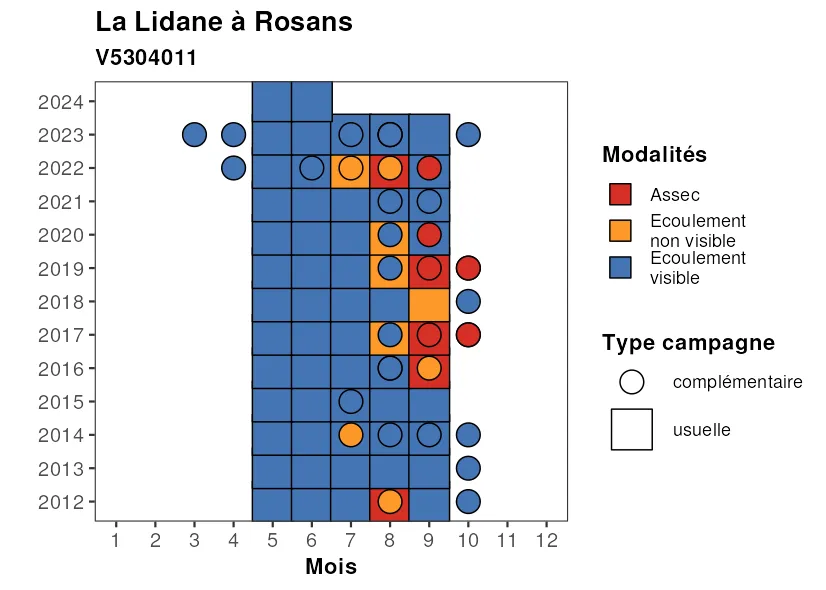 La Lidane à Rosans
V5304011
2024
2023
2022
2021
2020
2019
2018
2017
2016
2015
2014
2013
2012
1 2 3 4 5 6 7 8 9 10 11 12
Mois
Modalités
Assec
Ecoulement
non visible
Ecoulement
visible
Type campagne
complémentaire
usuelle